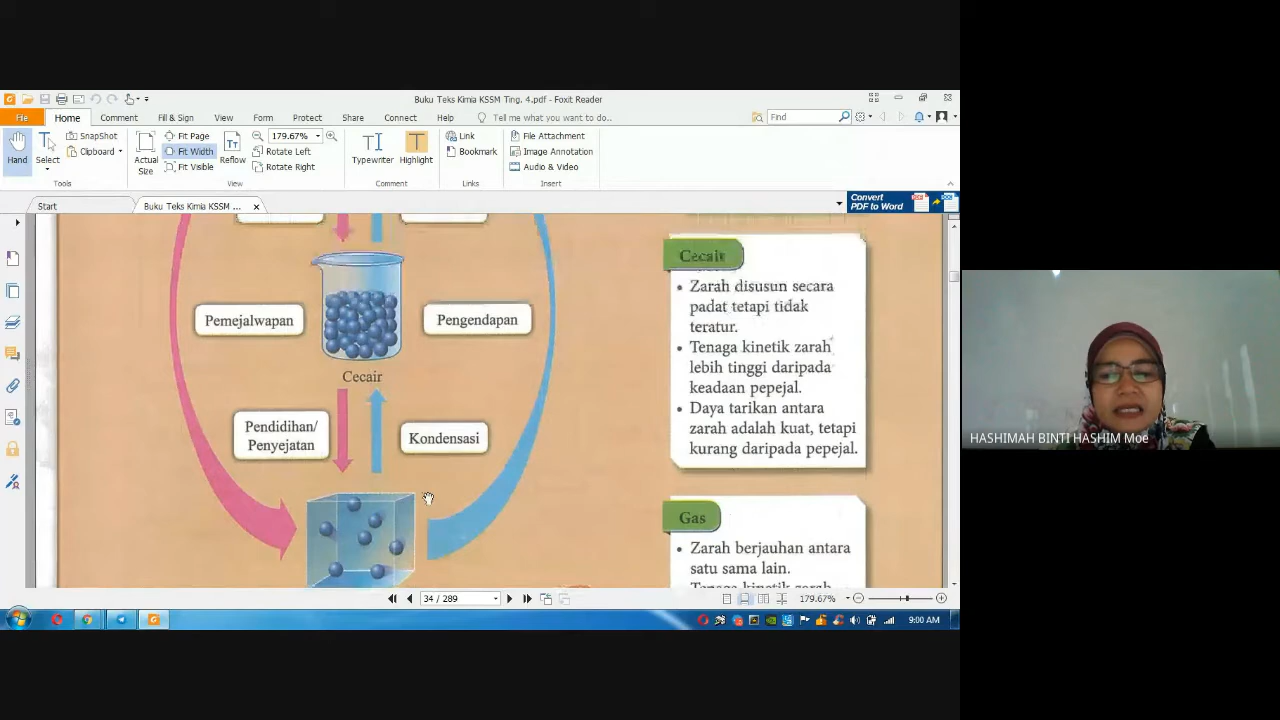 Buku Teks Kimia KSSM Ting. 4.pdf - Foxit Reader
File Home Comment Fill & Sign View Form Protect Share Connect Help Tell me what you want to do.. Find
Hand
Select
SnapShot
Clipboard
Actual Size
Fit Page
Fit Width
Fit Visible
Reflow
179.67%
Rotate Left
Rotate Right
Typewriter
Highlight
Link
Bookmark
File Attachment
Image Annotation
Audio & Video
Tools View Comment Links Insert
Start Buku Teks Kimia KSSM ...
Convert
PDF to Word
Pemejalwapan
Pengendapan
Cecair
Pendidihan/
Penyejatan
Kondensasi
Cecair
• Zarah disusun secara
padat tetapi tidak
teratur.
• Tenaga kinetik zarah
lebih tinggi daripada
keadaan pepejal.
• Daya tarikan antara
zarah adalah kuat, tetapi
kurang daripada pepejal.
Gas
• Zarah berjauhan antara
satu sama lain.
Tenaga kinetik zarah
34 / 289
179.67%
9:00 AM
HASHIMAH BINTI HASHIM Moe